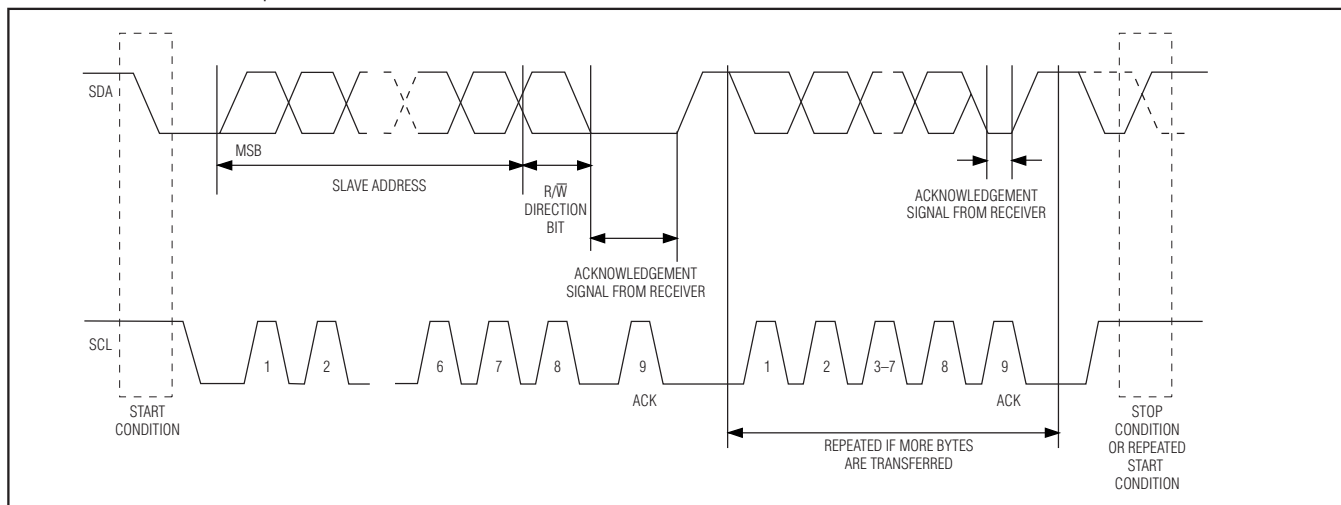 SDA
MSB
SLAVE ADDRESS
R/W̅
DIRECTION
BIT
ACKNOWLEDGEMENT
SIGNAL FROM RECEIVER
ACKNOWLEDGEMENT
SIGNAL FROM RECEIVER
SCL
1 2 6 7 8 9 1 2 3–7 8 9
ACK ACK
START
CONDITION
REPEATED IF MORE BYTES
ARE TRANSFERRED
STOP
CONDITION
OR REPEATED
START
CONDITION